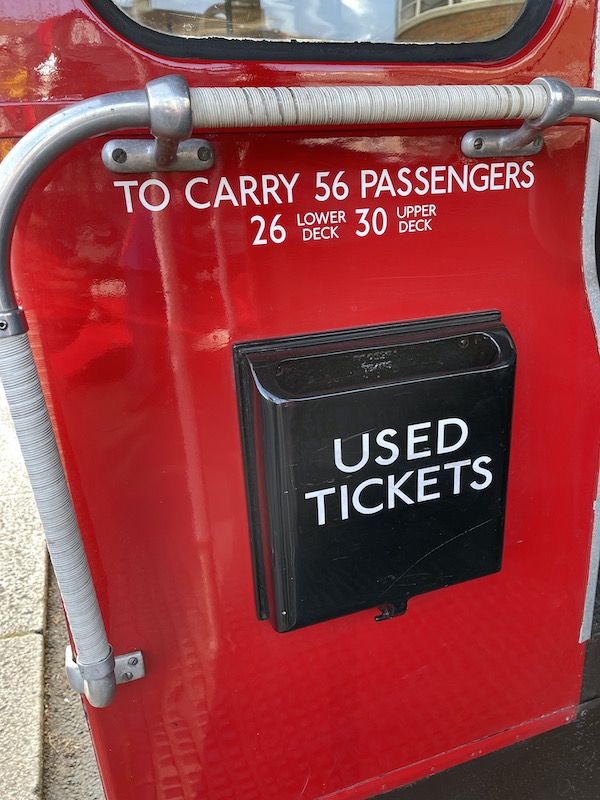 TO CARRY 56 PASSENGERS
26 LOWER DECK 30 UPPER DECK
USED
TICKETS